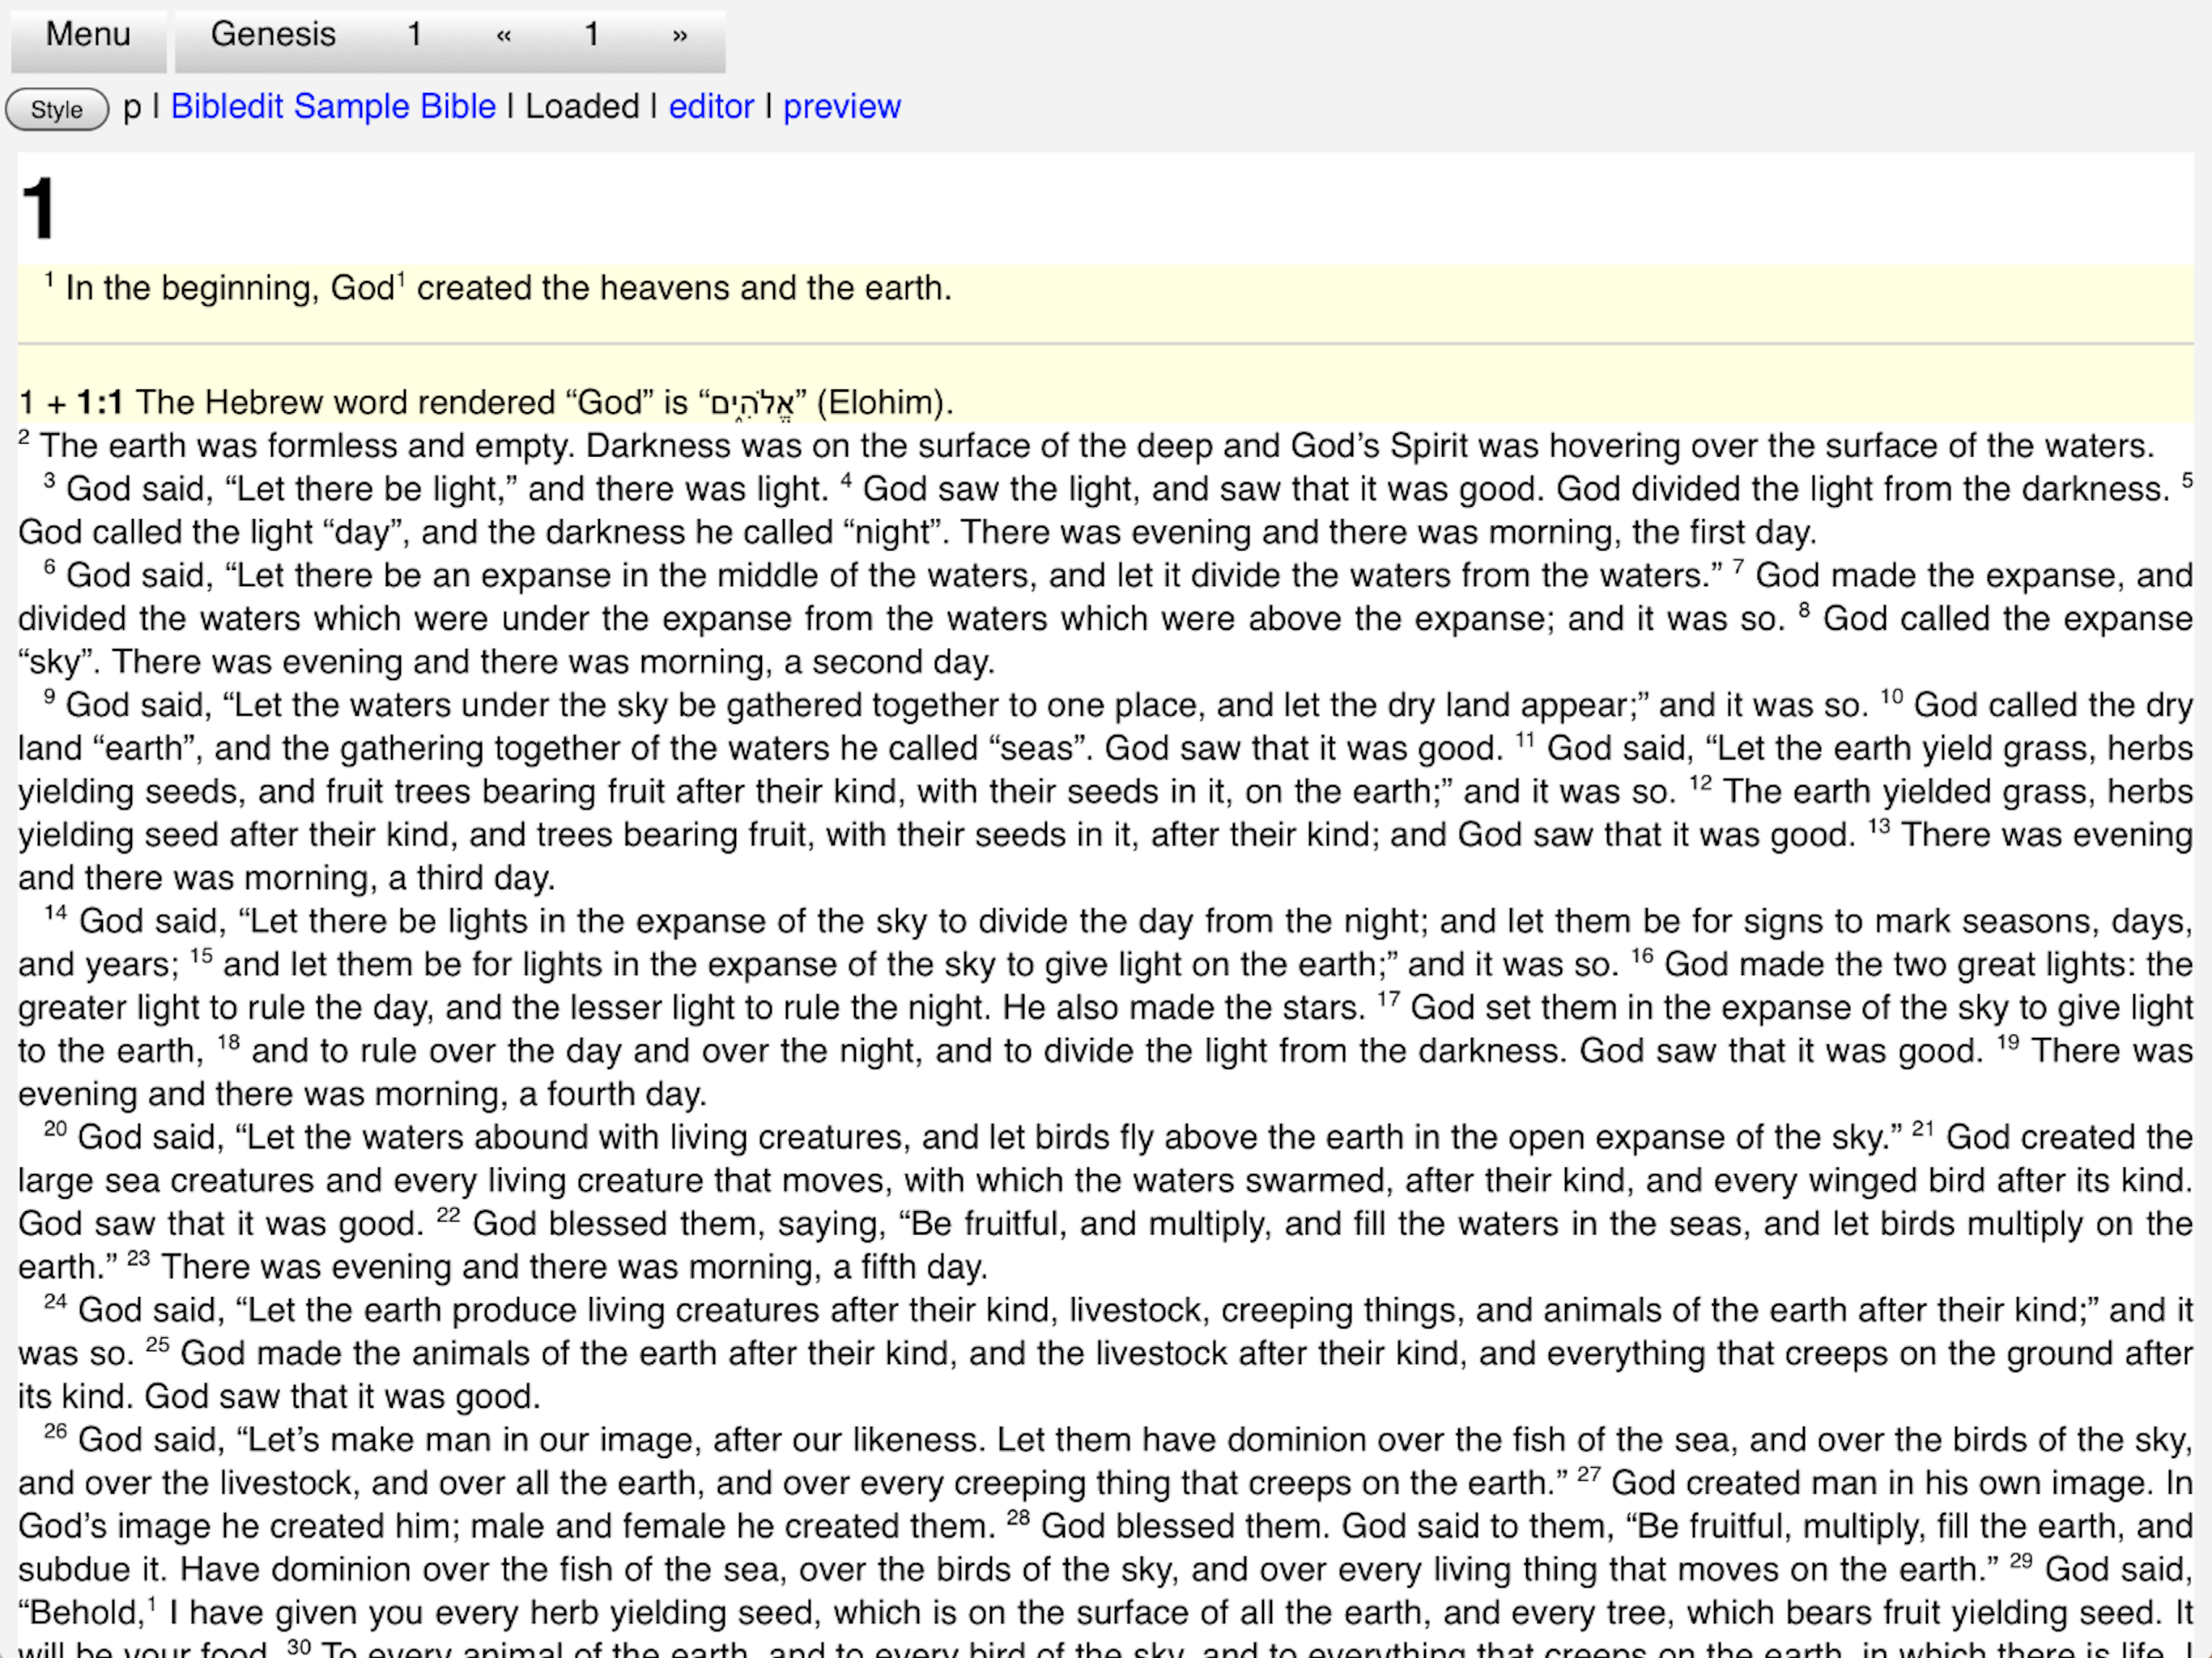 Menu Genesis 1 « 1 »
Style p | Bibledit Sample Bible | Loaded | editor | preview
1
1 In the beginning, God1 created the heavens and the earth.
1 + 1:1 The Hebrew word rendered “God” is “אֱלֹהִ֑ים” (Elohim).
2 The earth was formless and empty. Darkness was on the surface of the deep and God’s Spirit was hovering over the surface of the waters.
3 God said, “Let there be light,” and there was light. 4 God saw the light, and saw that it was good. God divided the light from the darkness. 5
God called the light “day”, and the darkness he called “night”. There was evening and there was morning, the first day.
6 God said, “Let there be an expanse in the middle of the waters, and let it divide the waters from the waters.” 7 God made the expanse, and
divided the waters which were under the expanse from the waters which were above the expanse; and it was so. 8 God called the expanse
“sky”. There was evening and there was morning, a second day.
9 God said, “Let the waters under the sky be gathered together to one place, and let the dry land appear;” and it was so. 10 God called the dry
land “earth”, and the gathering together of the waters he called “seas”. God saw that it was good. 11 God said, “Let the earth yield grass, herbs
yielding seeds, and fruit trees bearing fruit after their kind, with their seeds in it, on the earth;” and it was so. 12 The earth yielded grass, herbs
yielding seed after their kind, and trees bearing fruit, with their seeds in it, after their kind; and God saw that it was good. 13 There was evening
and there was morning, a third day.
14 God said, “Let there be lights in the expanse of the sky to divide the day from the night; and let them be for signs to mark seasons, days,
and years; 15 and let them be for lights in the expanse of the sky to give light on the earth;” and it was so. 16 God made the two great lights: the
greater light to rule the day, and the lesser light to rule the night. He also made the stars. 17 God set them in the expanse of the sky to give light
to the earth, 18 and to rule over the day and over the night, and to divide the light from the darkness. God saw that it was good. 19 There was
evening and there was morning, a fourth day.
20 God said, “Let the waters abound with living creatures, and let birds fly above the earth in the open expanse of the sky.” 21 God created the
large sea creatures and every living creature that moves, with which the waters swarmed, after their kind, and every winged bird after its kind.
God saw that it was good. 22 God blessed them, saying, “Be fruitful, and multiply, and fill the waters in the seas, and let birds multiply on the
earth.” 23 There was evening and there was morning, a fifth day.
24 God said, “Let the earth produce living creatures after their kind, livestock, creeping things, and animals of the earth after their kind;” and it
was so. 25 God made the animals of the earth after their kind, and the livestock after their kind, and everything that creeps on the ground after
its kind. God saw that it was good.
26 God said, “Let’s make man in our image, after our likeness. Let them have dominion over the fish of the sea, and over the birds of the sky,
and over the livestock, and over all the earth, and over every creeping thing that creeps on the earth.” 27 God created man in his own image. In
God’s image he created him; male and female he created them. 28 God blessed them. God said to them, “Be fruitful, multiply, fill the earth, and
subdue it. Have dominion over the fish of the sea, over the birds of the sky, and over every living thing that moves on the earth.” 29 God said,
“Behold,1 I have given you every herb yielding seed, which is on the surface of all the earth, and every tree, which bears fruit yielding seed. It
will be your food. 30 To every animal of the earth, and to every bird of the sky, and to everything that creeps on the earth, in which there is life, I